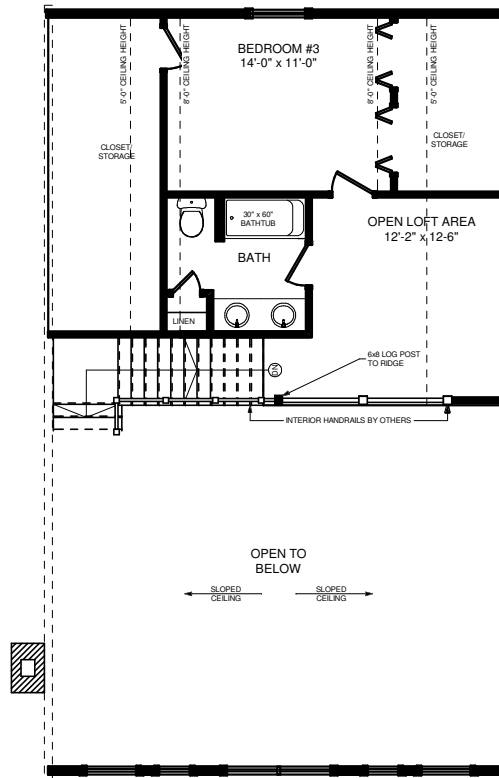 5'-0" CEILING HEIGHT
8'-0" CEILING HEIGHT
BEDROOM #3
14'-0" x 11'-0"
8'-0" CEILING HEIGHT
5'-0" CEILING HEIGHT
CLOSET/
STORAGE
CLOSET/
STORAGE
30" x 60"
BATHTUB
OPEN LOFT AREA
12'-2" x 12'-6"
BATH
LINEN
DN
6x8 LOG POST
TO RIDGE
INTERIOR HANDRAILS BY OTHERS
OPEN TO
BELOW
SLOPED
CEILING
SLOPED
CEILING